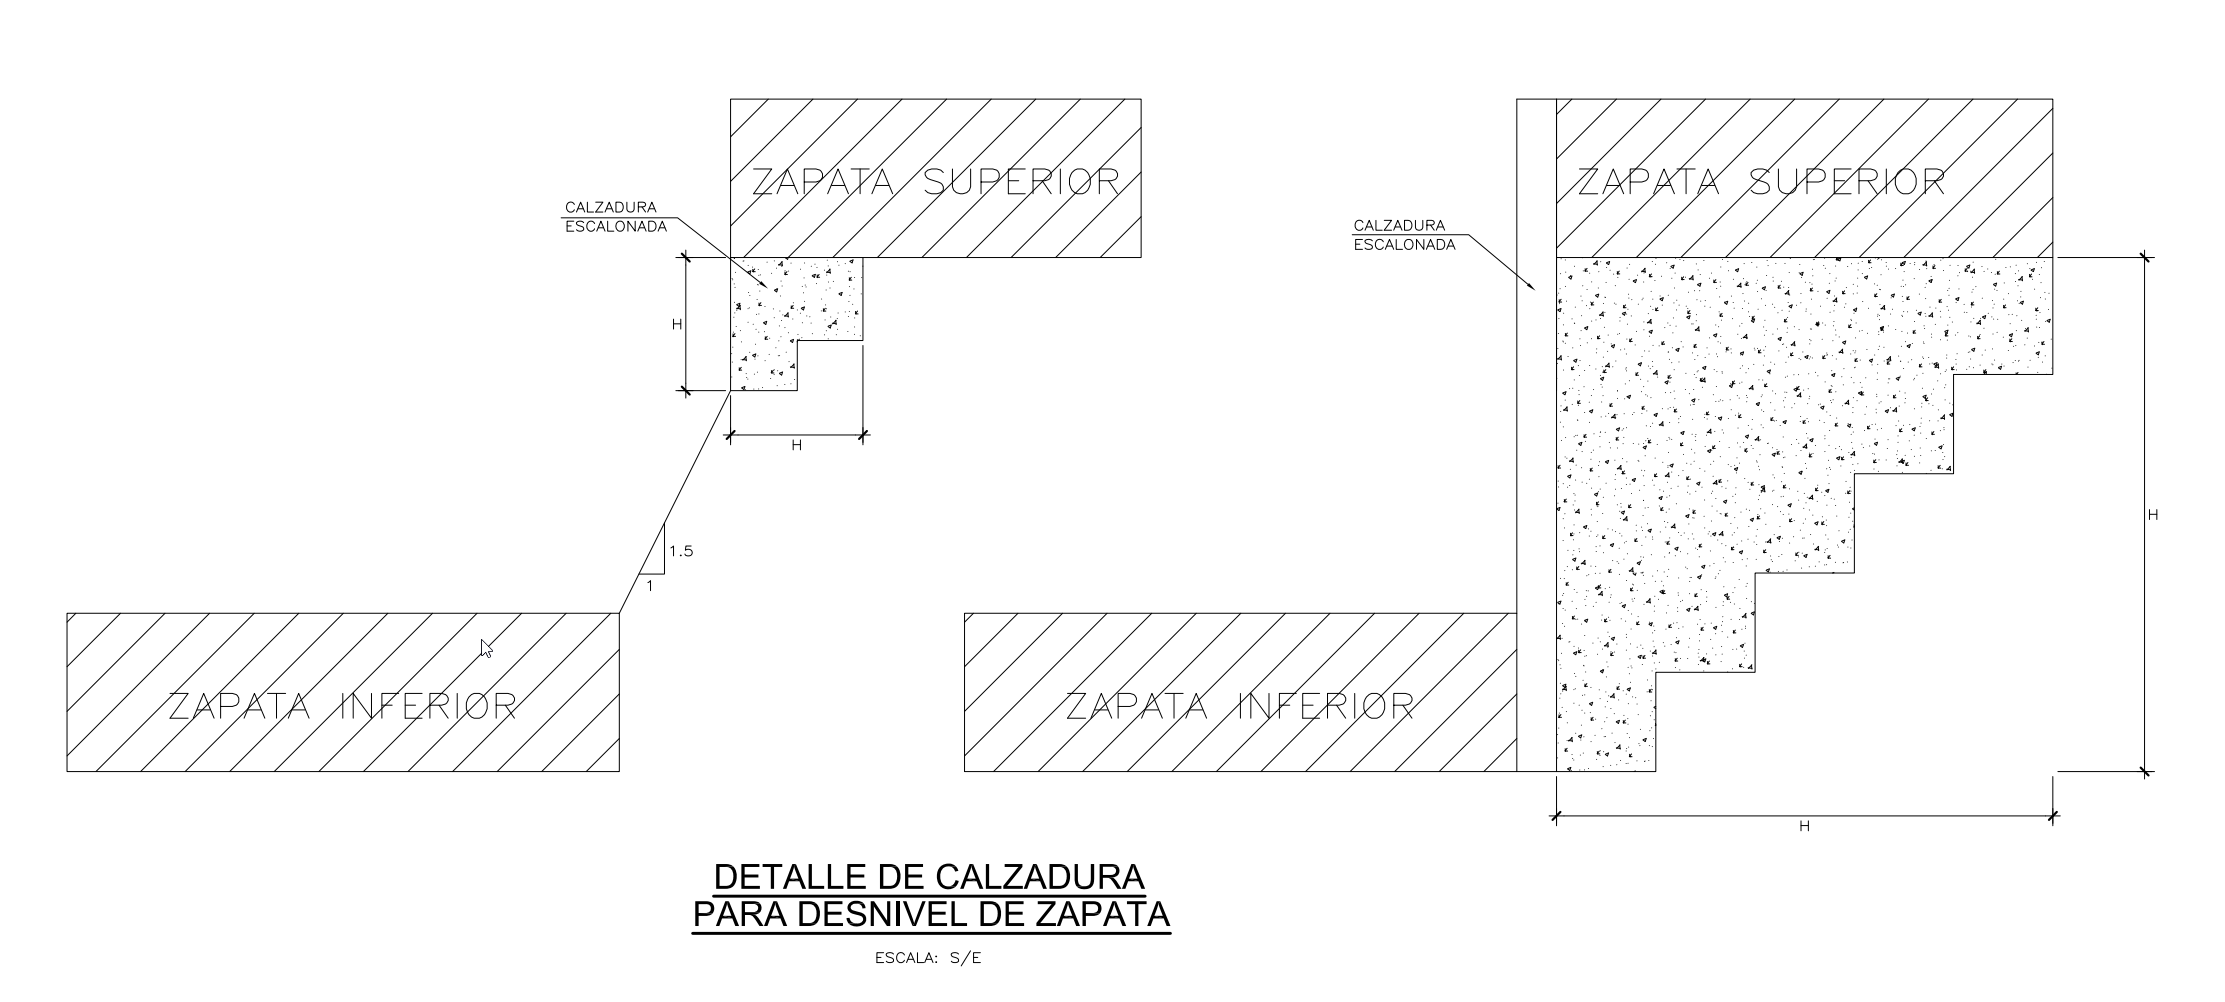 ZAPATA SUPERIOR
CALZADURA
ESCALONADA
H
H
1.5
1
ZAPATA INFERIOR
ZAPATA SUPERIOR
CALZADURA
ESCALONADA
H
ZAPATA INFERIOR
H
DETALLE DE CALZADURA
PARA DESNIVEL DE ZAPATA
ESCALA: S/E